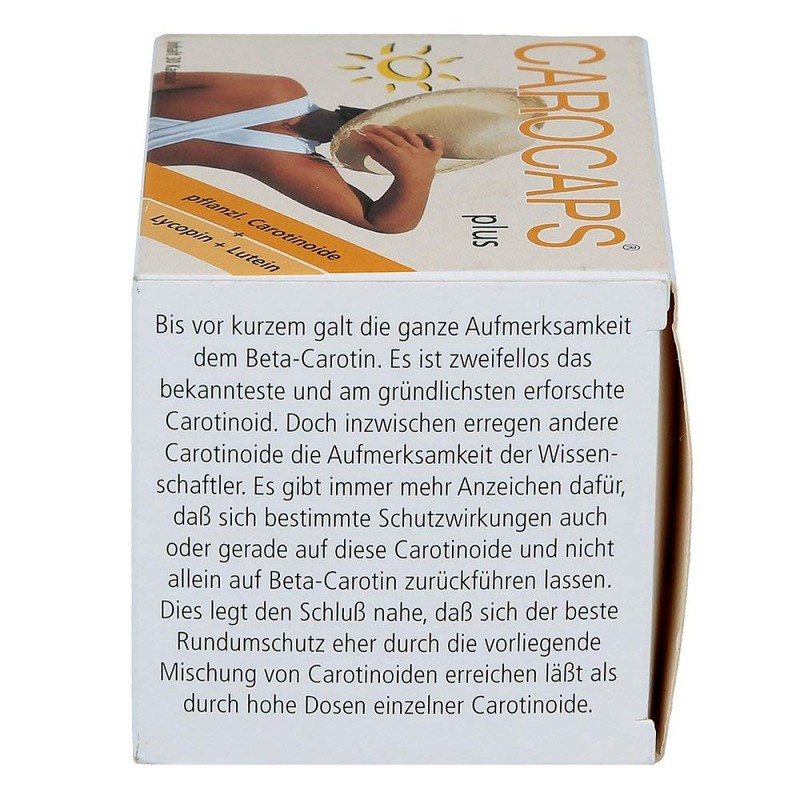 CAROCAPS®
plus
pflanzl. Carotinoide
+
Lycopin + Lutein
Inhalt 30 Kapseln
Bis vor kurzem galt die ganze Aufmerksamkeit
dem Beta-Carotin. Es ist zweifellos das
bekannteste und am gründlichsten erforschte
Carotinoid. Doch inzwischen erregen andere
Carotinoide die Aufmerksamkeit der Wissen-
schaftler. Es gibt immer mehr Anzeichen dafür,
daß sich bestimmte Schutzwirkungen auch
oder gerade auf diese Carotinoide und nicht
allein auf Beta-Carotin zurückführen lassen.
Dies legt den Schluß nahe, daß sich der beste
Rundumschutz eher durch die vorliegende
Mischung von Carotinoiden erreichen läßt als
durch hohe Dosen einzelner Carotinoide.